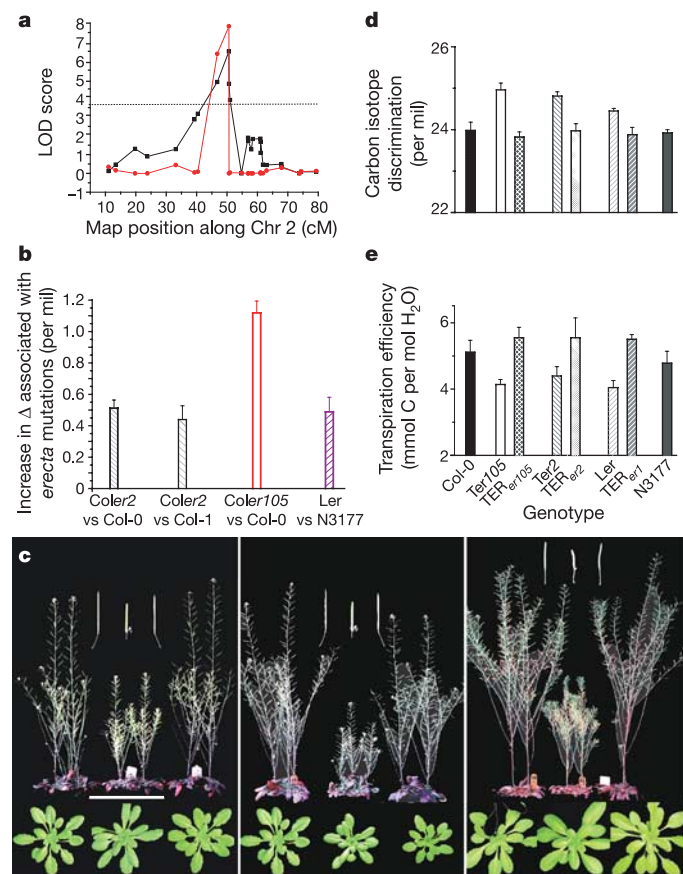 a
LOD score
8
7
6
5
4
3
2
1
0
−1
10 20 30 40 50 60 70 80
Map position along Chr 2 (cM)
b
Increase in Δ associated with
erecta mutations (per mil)
1.2
1.0
0.8
0.6
0.4
0.2
0
Coler2
vs Col-0
Coler2
vs Col-1
Coler105
vs Col-0
Ler
vs N3177
d
Carbon isotope
discrimination
(per mil)
26
24
22
e
Transpiration efficiency
(mmol C per mol H2O)
6
4
2
Col-0
Ter105
TERer105
Ter2
TERer2
Ler
TERer1
N3177
Genotype
c